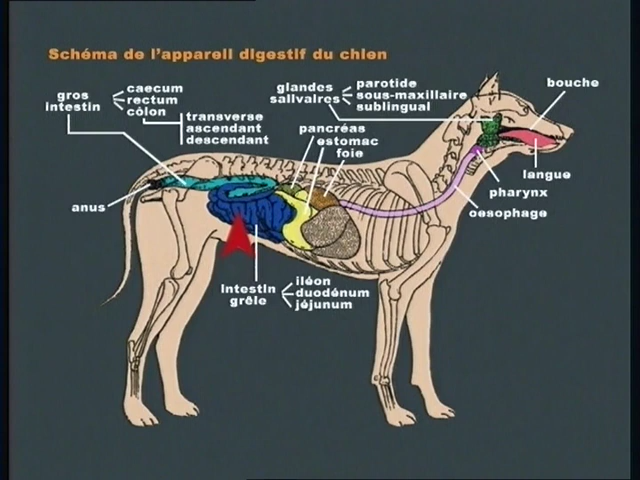 Schéma de l'appareil digestif du chien
gros
intestin
caecum
rectum
côlon
transverse
ascendant
descendant
glandes
salivaires
parotide
sous-maxillaire
sublingual
bouche
pancréas
estomac
foie
langue
pharynx
oesophage
anus
intestin
grêle
iléon
duodénum
jéjunum